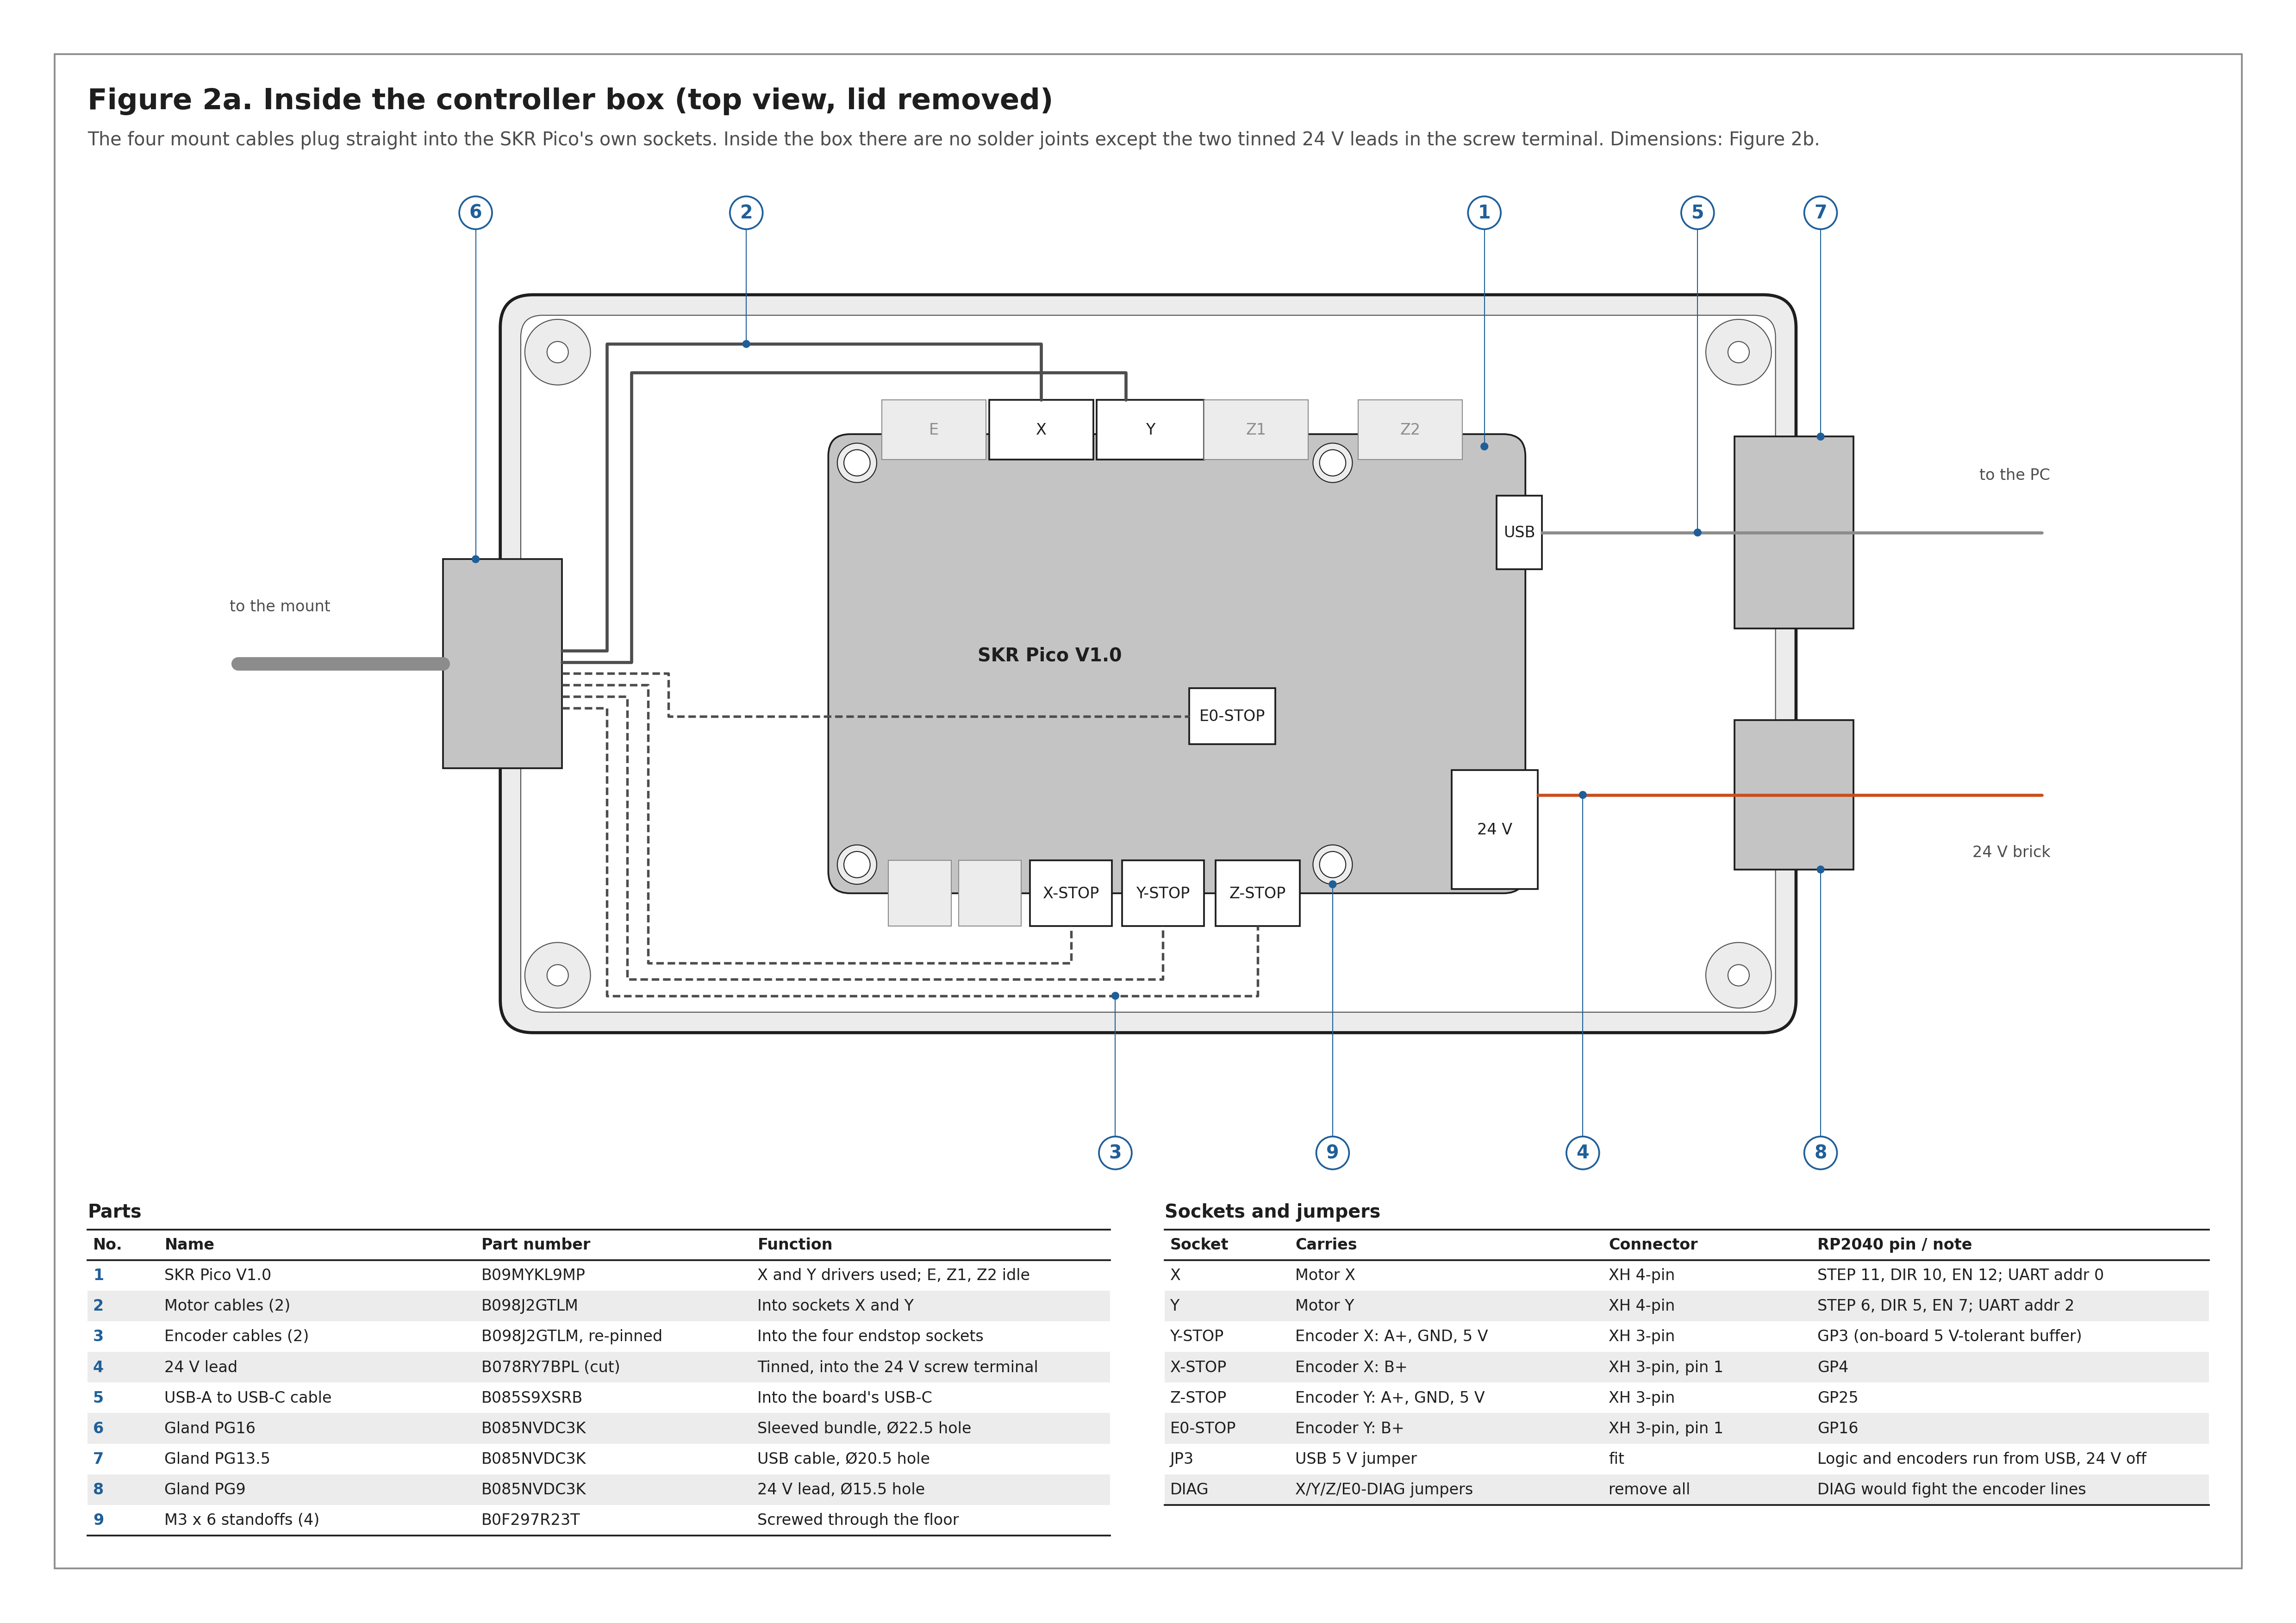 Figure 2a. Inside the controller box (top view, lid removed)
The four mount cables plug straight into the SKR Pico's own sockets. Inside the box there are no solder joints except the two tinned 24 V leads in the screw terminal. Dimensions: Figure 2b.
6
2
1
5
7
E
X
Y
Z1
Z2
to the PC
USB
to the mount
SKR Pico V1.0
E0-STOP
24 V
24 V brick
X-STOP
Y-STOP
Z-STOP
3
9
4
8
Parts
No. Name Part number Function
1 SKR Pico V1.0 B09MYKL9MP X and Y drivers used; E, Z1, Z2 idle
2 Motor cables (2) B098J2GTLM Into sockets X and Y
3 Encoder cables (2) B098J2GTLM, re-pinned Into the four endstop sockets
4 24 V lead B078RY7BPL (cut) Tinned, into the 24 V screw terminal
5 USB-A to USB-C cable B085S9XSRB Into the board's USB-C
6 Gland PG16 B085NVDC3K Sleeved bundle, Ø22.5 hole
7 Gland PG13.5 B085NVDC3K USB cable, Ø20.5 hole
8 Gland PG9 B085NVDC3K 24 V lead, Ø15.5 hole
9 M3 x 6 standoffs (4) B0F297R23T Screwed through the floor
Sockets and jumpers
Socket Carries Connector RP2040 pin / note
X Motor X XH 4-pin STEP 11, DIR 10, EN 12; UART addr 0
Y Motor Y XH 4-pin STEP 6, DIR 5, EN 7; UART addr 2
Y-STOP Encoder X: A+, GND, 5 V XH 3-pin GP3 (on-board 5 V-tolerant buffer)
X-STOP Encoder X: B+ XH 3-pin, pin 1 GP4
Z-STOP Encoder Y: A+, GND, 5 V XH 3-pin GP25
E0-STOP Encoder Y: B+ XH 3-pin, pin 1 GP16
JP3 USB 5 V jumper fit Logic and encoders run from USB, 24 V off
DIAG X/Y/Z/E0-DIAG jumpers remove all DIAG would fight the encoder lines